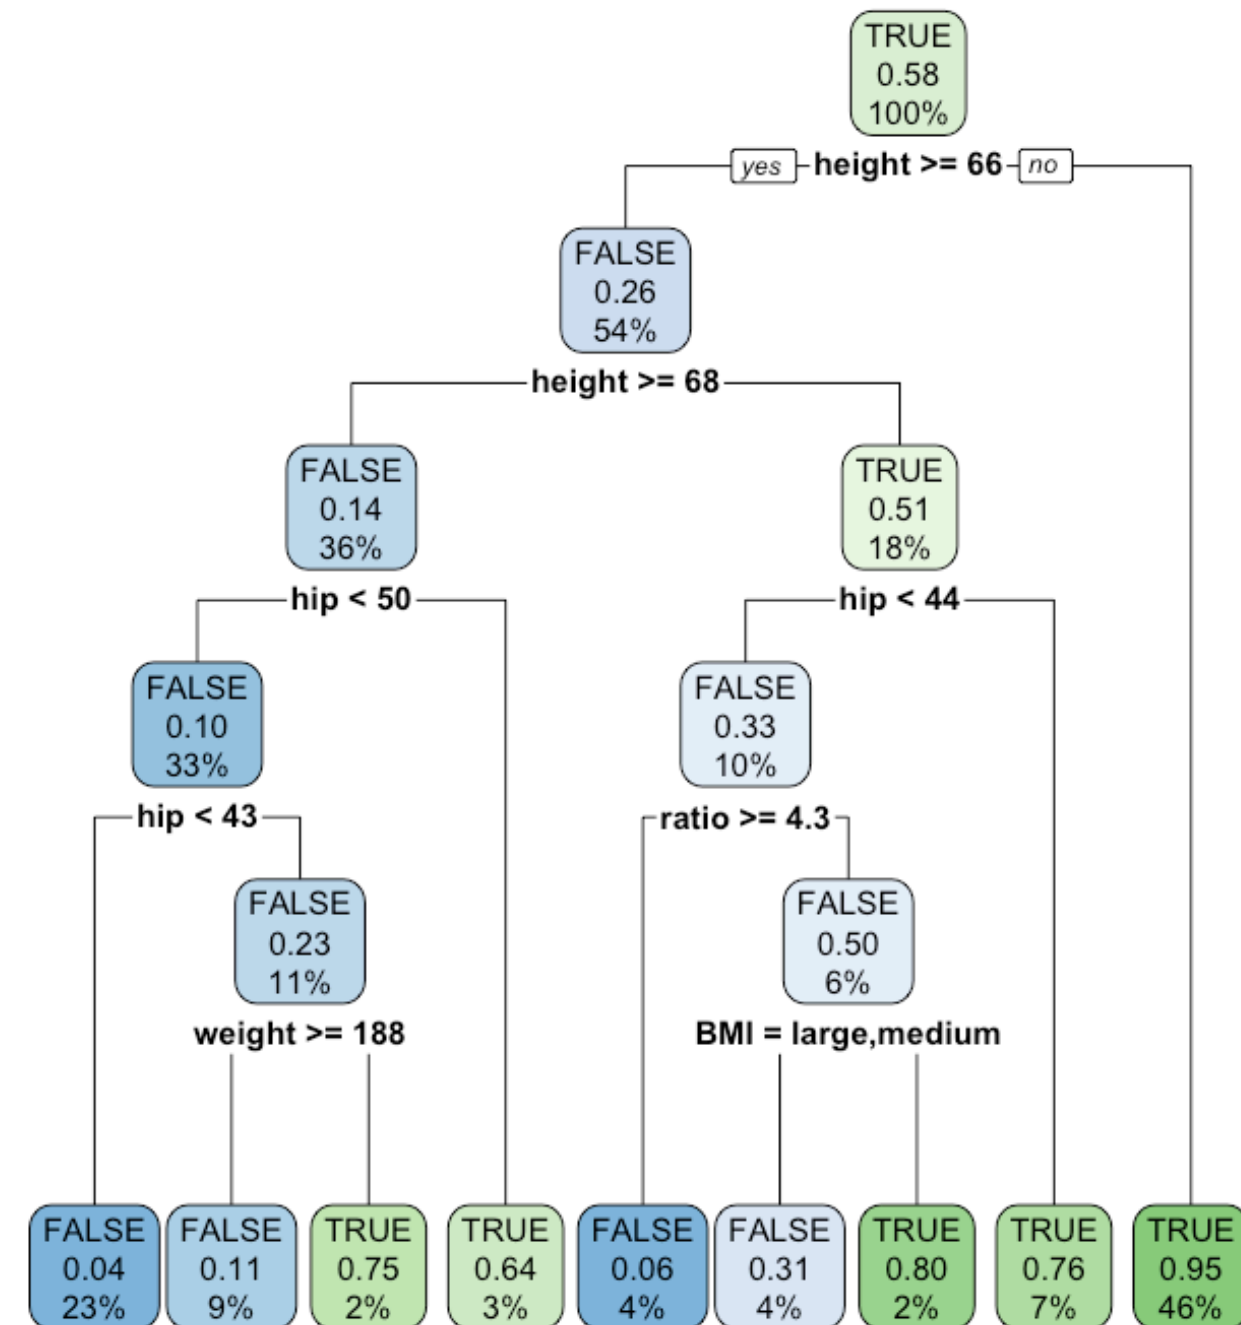 TRUE
0.58
100%
yes height >= 66 no
FALSE
0.26
54%
height >= 68
FALSE
0.14
36%
TRUE
0.51
18%
hip < 50
hip < 44
FALSE
0.10
33%
FALSE
0.33
10%
hip < 43
ratio >= 4.3
FALSE
0.23
11%
FALSE
0.50
6%
weight >= 188
BMI = large,medium
FALSE
0.04
23%
FALSE
0.11
9%
TRUE
0.75
2%
TRUE
0.64
3%
FALSE
0.06
4%
FALSE
0.31
4%
TRUE
0.80
2%
TRUE
0.76
7%
TRUE
0.95
46%